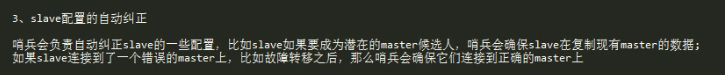 3、slave配置的自动纠正
哨兵会负责自动纠正slave的一些配置，比如slave如果要成为潜在的master候选人，哨兵会确保slave在复制现有master的数据；
如果slave连接到了一个错误的master上，比如故障转移之后，那么哨兵会确保它们连接到正确的master上